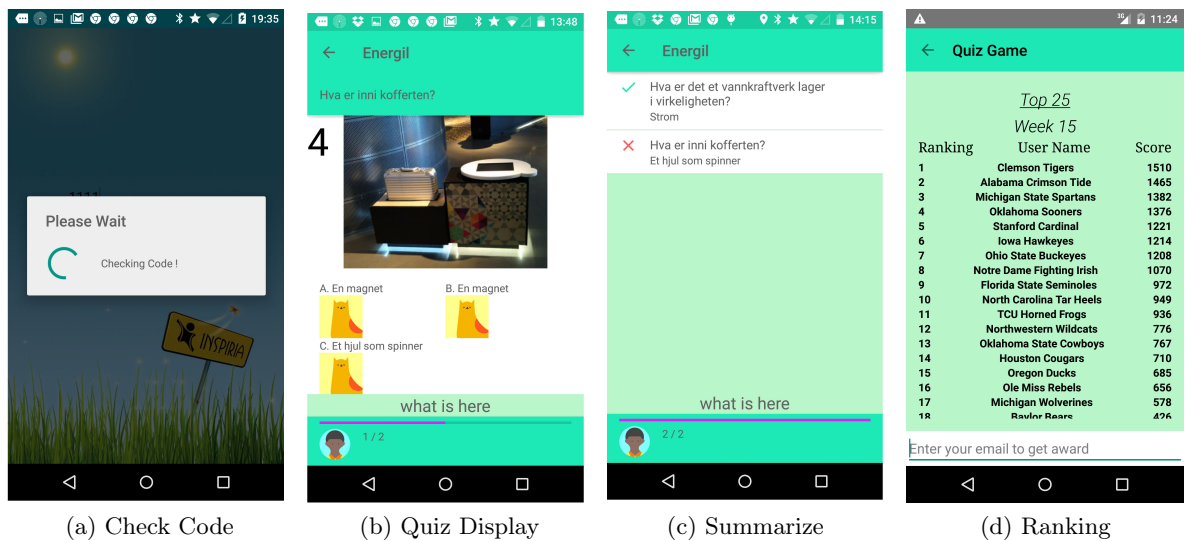 19:35
1111
Please Wait
Checking Code !
INSPIRIA
(a) Check Code
13:48
Energil
Hva er inni kofferten?
4
A. En magnet
B. En magnet
C. Et hjul som spinner
what is here
1 / 2
(b) Quiz Display
14:15
Energil
Hva er det et vannkraftverk lager
i virkeligheten?
Strom
Hva er inni kofferten?
Et hjul som spinner
what is here
2 / 2
(c) Summarize
3G 11:24
Quiz Game
Top 25
Week 15
Ranking User Name Score
1 Clemson Tigers 1510
2 Alabama Crimson Tide 1465
3 Michigan State Spartans 1382
4 Oklahoma Sooners 1376
5 Stanford Cardinal 1221
6 Iowa Hawkeyes 1214
7 Ohio State Buckeyes 1208
8 Notre Dame Fighting Irish 1070
9 Florida State Seminoles 972
10 North Carolina Tar Heels 949
11 TCU Horned Frogs 936
12 Northwestern Wildcats 776
13 Oklahoma State Cowboys 767
14 Houston Cougars 710
15 Oregon Ducks 685
16 Ole Miss Rebels 656
17 Michigan Wolverines 578
18 Baylor Bears 426
Enter your email to get award
(d) Ranking